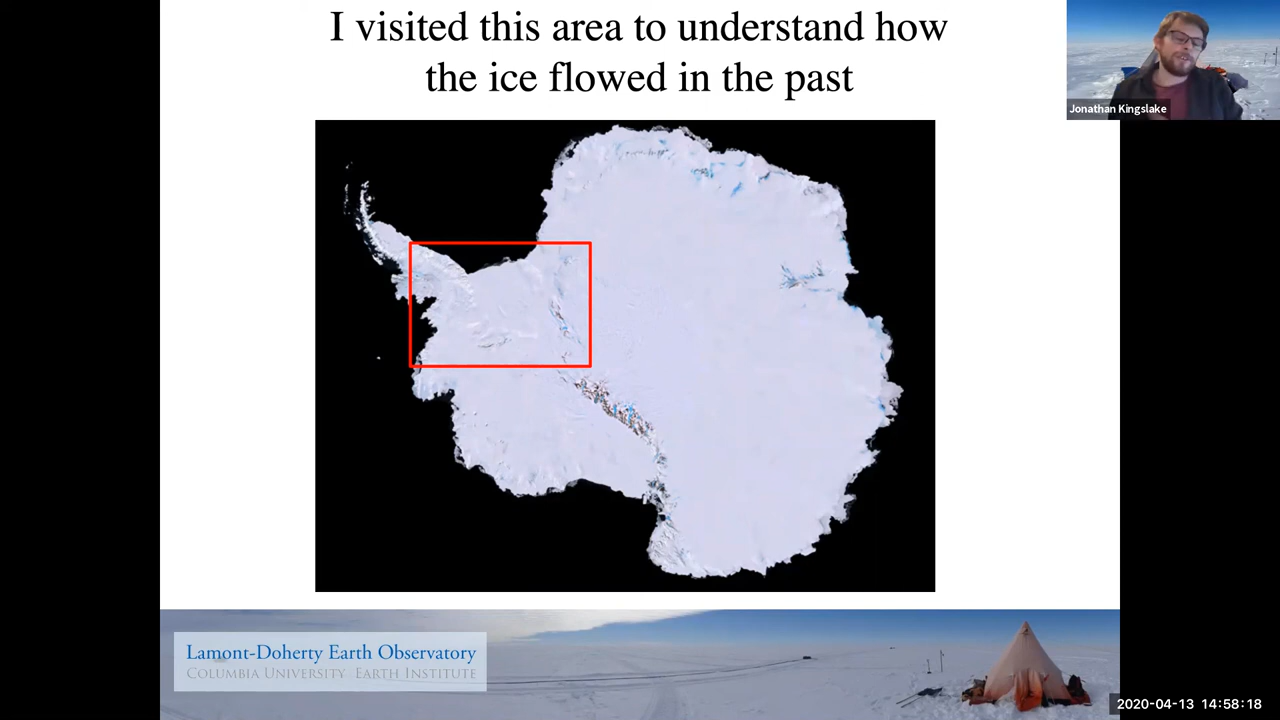 I visited this area to understand how
the ice flowed in the past
Jonathan Kingslake
Lamont-Doherty Earth Observatory
COLUMBIA UNIVERSITY EARTH INSTITUTE
2020-04-13 14:58:18